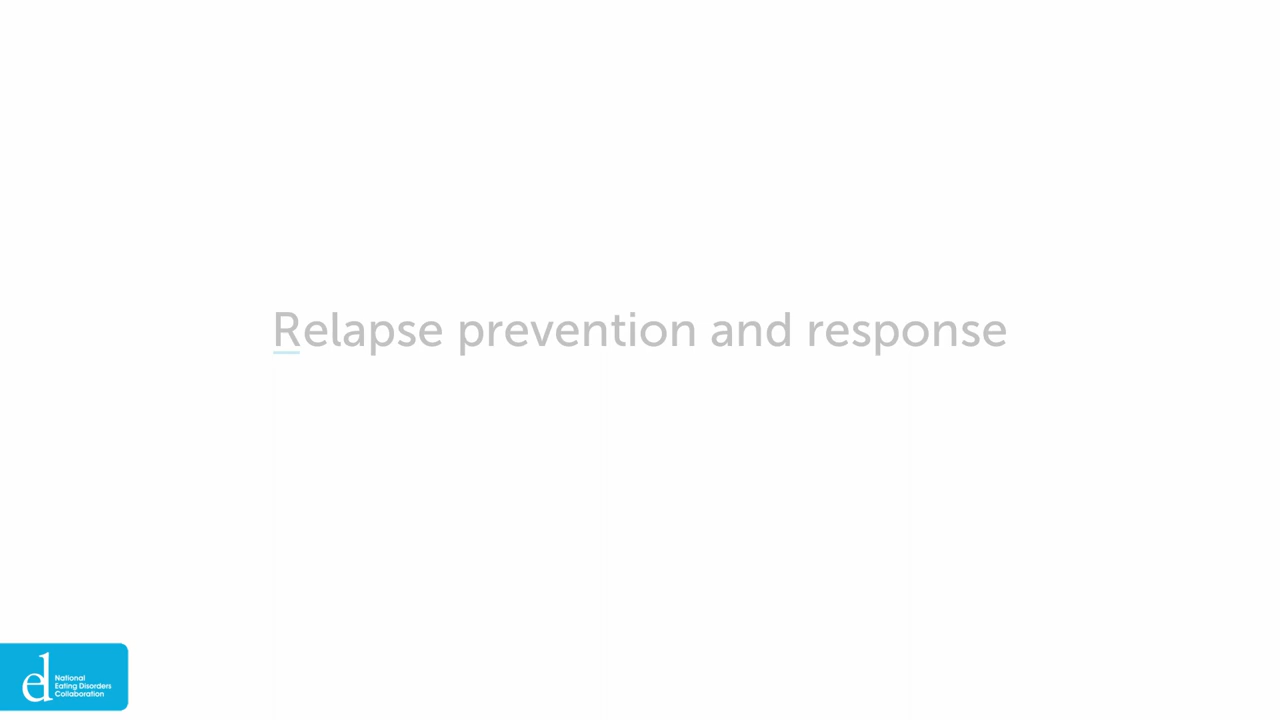 Relapse prevention and response
National
Eating Disorders
Collaboration